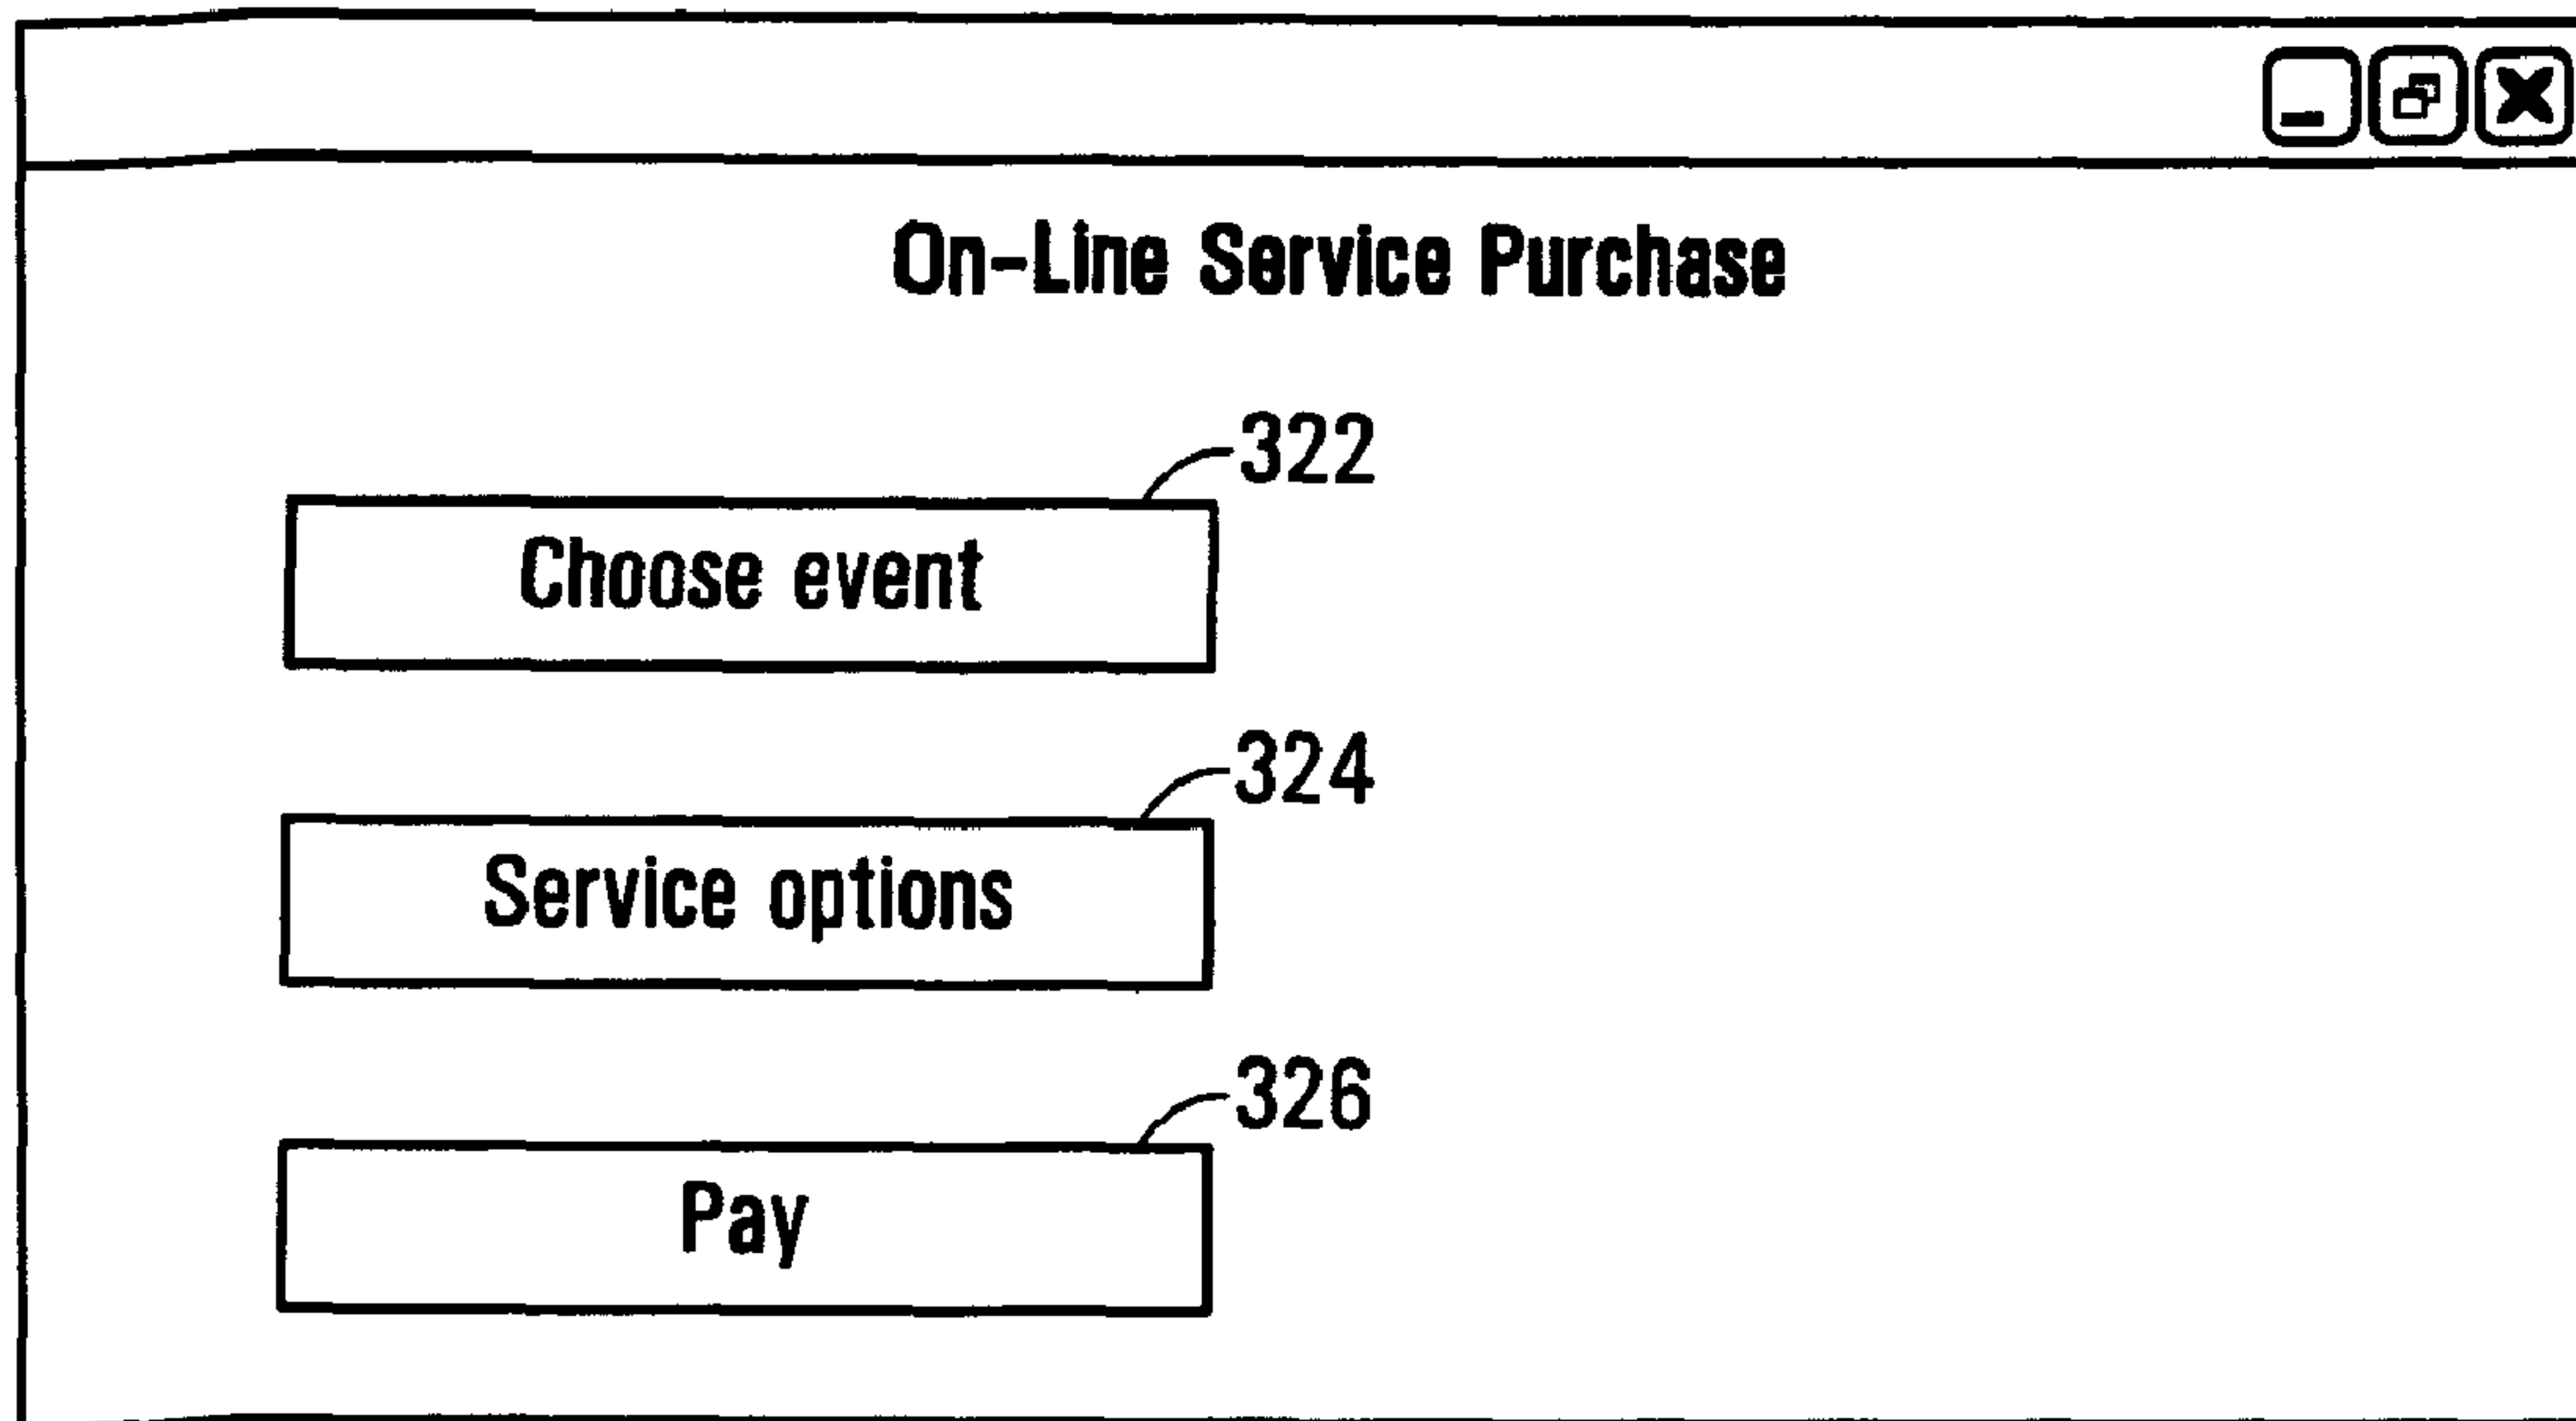 On-Line Service Purchase
322
Choose event
324
Service options
326
Pay